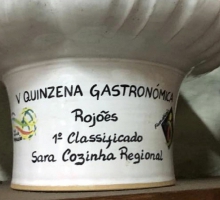 V QUINZENA GASTRONÓMICA
Rojões
1º Classificado
Sara Cozinha Regional